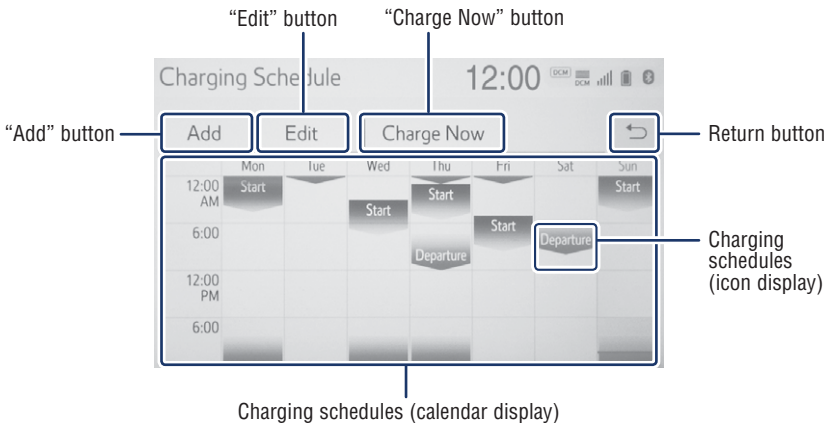 “Edit” button
“Charge Now” button
Charging Schedule 12:00 DCM DCM
“Add” button
Add Edit Charge Now
Return button
Mon Tue Wed Thu Fri Sat Sun
12:00
AM
Start Start Start
Start Start
6:00
Departure Departure
Charging
schedules
(icon display)
12:00
PM
6:00
Charging schedules (calendar display)